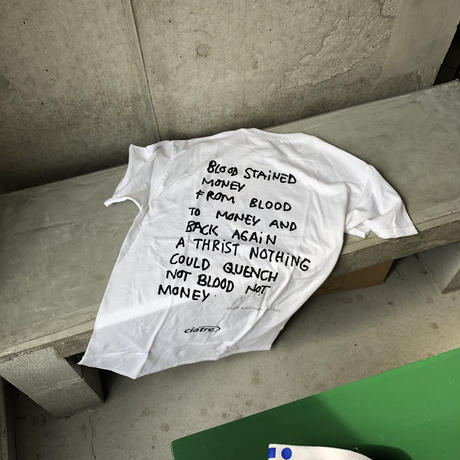 BLOOD STAINED
MONEY
FROM BLOOD
TO MONEY AND
BACK AGAIN
A THRIST NOTHING
COULD QUENCH
NOT BLOOD NOT
MONEY
ciatre